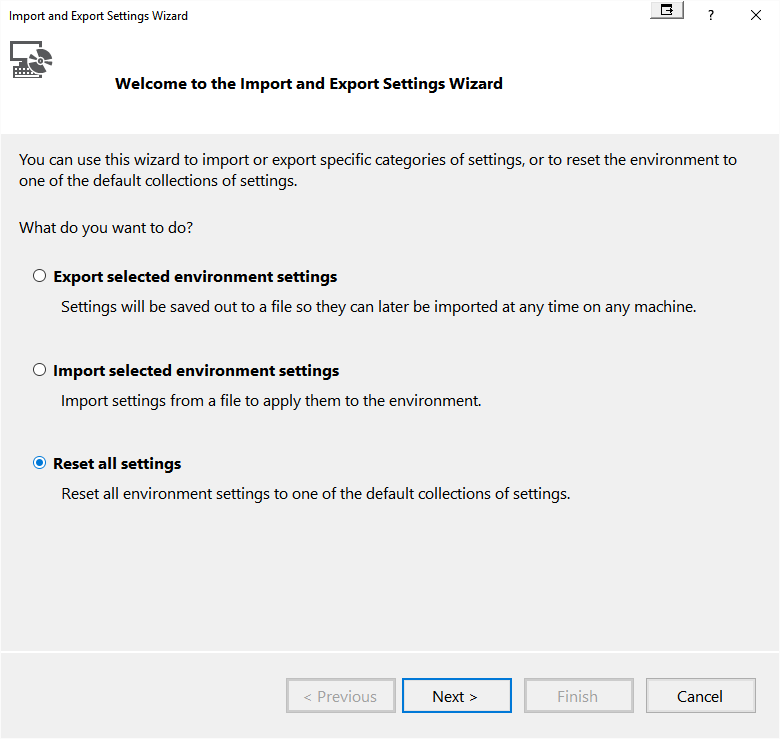 Import and Export Settings Wizard
?
Welcome to the Import and Export Settings Wizard
You can use this wizard to import or export specific categories of settings, or to reset the environment to
one of the default collections of settings.
What do you want to do?
Export selected environment settings
Settings will be saved out to a file so they can later be imported at any time on any machine.
Import selected environment settings
Import settings from a file to apply them to the environment.
Reset all settings
Reset all environment settings to one of the default collections of settings.
< Previous
Next >
Finish
Cancel